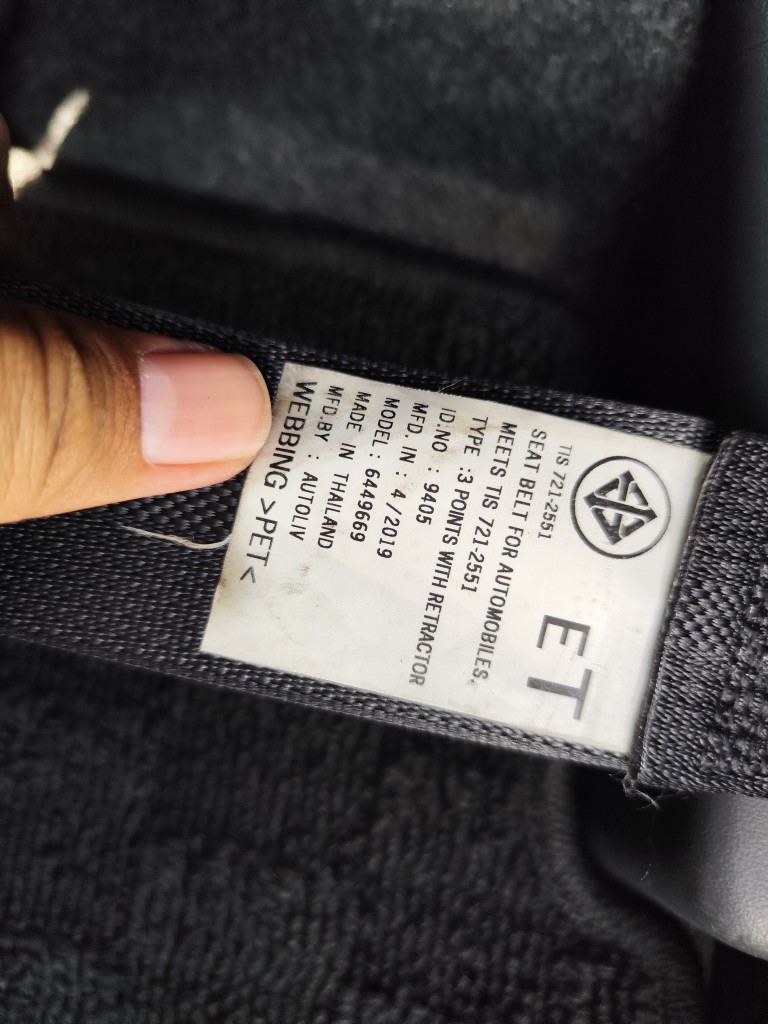 TIS 721-2551
ET
SEAT BELT FOR AUTOMOBILES.
MEETS TIS 721-2551
TYPE :3 POINTS WITH RETRACTOR
ID.NO : 9405
MFD. IN : 4/2019
MODEL : 6449669
MADE IN THAILAND
MFD.BY : AUTOLIV
WEBBING >PET<